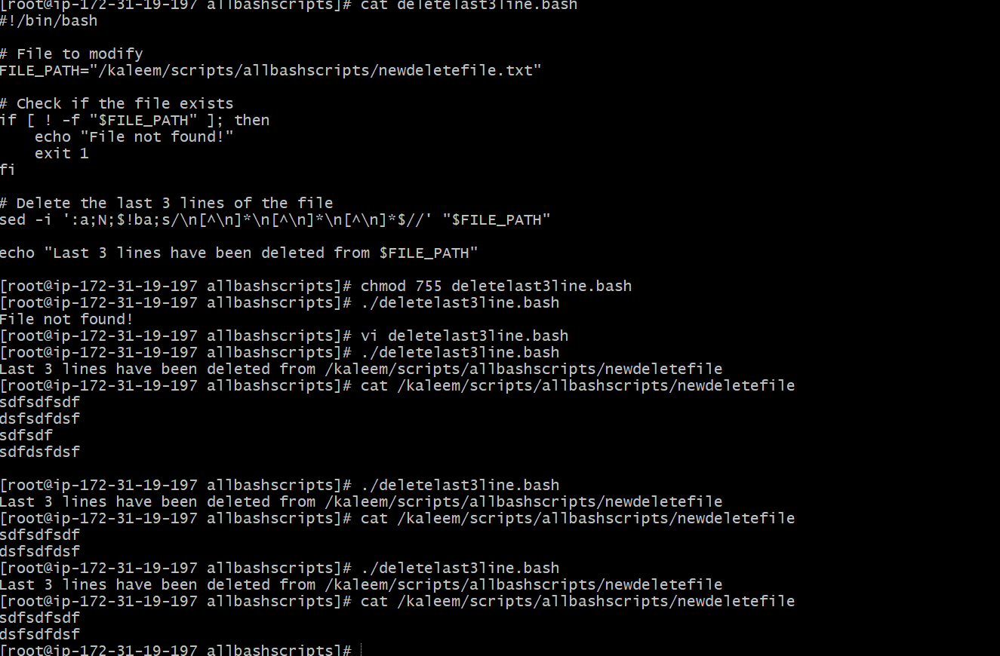 [root@ip-172-31-19-197 allbashscripts]# cat deletelast3line.bash
#!/bin/bash
# File to modify
FILE_PATH="/kaleem/scripts/allbashscripts/newdeletefile.txt"
# Check if the file exists
if [ ! -f "$FILE_PATH" ]; then
    echo "File not found!"
    exit 1
fi
# Delete the last 3 lines of the file
sed -i ':a;N;$!ba;s/\n[^\n]*\n[^\n]*\n[^\n]*$//' "$FILE_PATH"
echo "Last 3 lines have been deleted from $FILE_PATH"
[root@ip-172-31-19-197 allbashscripts]# chmod 755 deletelast3line.bash
[root@ip-172-31-19-197 allbashscripts]# ./deletelast3line.bash
File not found!
[root@ip-172-31-19-197 allbashscripts]# vi deletelast3line.bash
[root@ip-172-31-19-197 allbashscripts]# ./deletelast3line.bash
Last 3 lines have been deleted from /kaleem/scripts/allbashscripts/newdeletefile
[root@ip-172-31-19-197 allbashscripts]# cat /kaleem/scripts/allbashscripts/newdeletefile
sdfsdfsdf
dsfsdfdsf
sdfsdf
sdfdsfdsf
[root@ip-172-31-19-197 allbashscripts]# ./deletelast3line.bash
Last 3 lines have been deleted from /kaleem/scripts/allbashscripts/newdeletefile
[root@ip-172-31-19-197 allbashscripts]# cat /kaleem/scripts/allbashscripts/newdeletefile
sdfsdfsdf
dsfsdfdsf
[root@ip-172-31-19-197 allbashscripts]# ./deletelast3line.bash
Last 3 lines have been deleted from /kaleem/scripts/allbashscripts/newdeletefile
[root@ip-172-31-19-197 allbashscripts]# cat /kaleem/scripts/allbashscripts/newdeletefile
sdfsdfsdf
dsfsdfdsf
[root@ip-172-31-19-197 allbashscripts]#